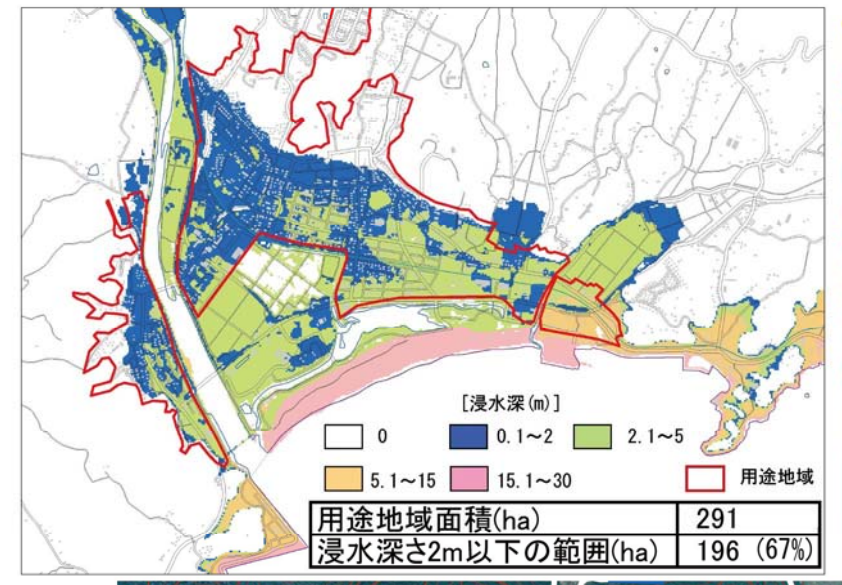 [浸水深(m)]
0 0.1～2 2.1～5
5.1～15 15.1～30 用途地域
用途地域面積(ha) 291
浸水深さ2m以下の範囲(ha) 196 (67%)